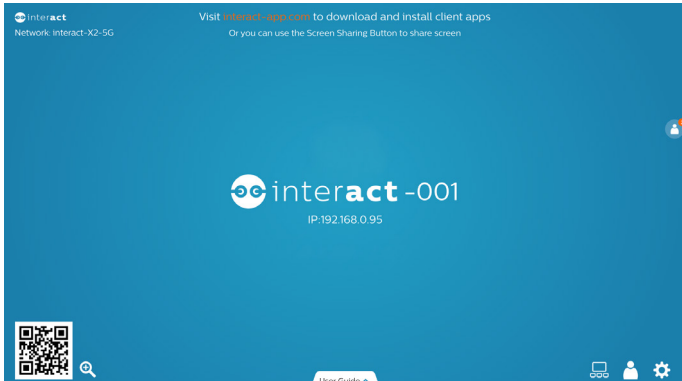 interact
Network: interact-X2-5G
Visit interact-app.com to download and install client apps
Or you can use the Screen Sharing Button to share screen
interact -001
IP:192.168.0.95
User Guide